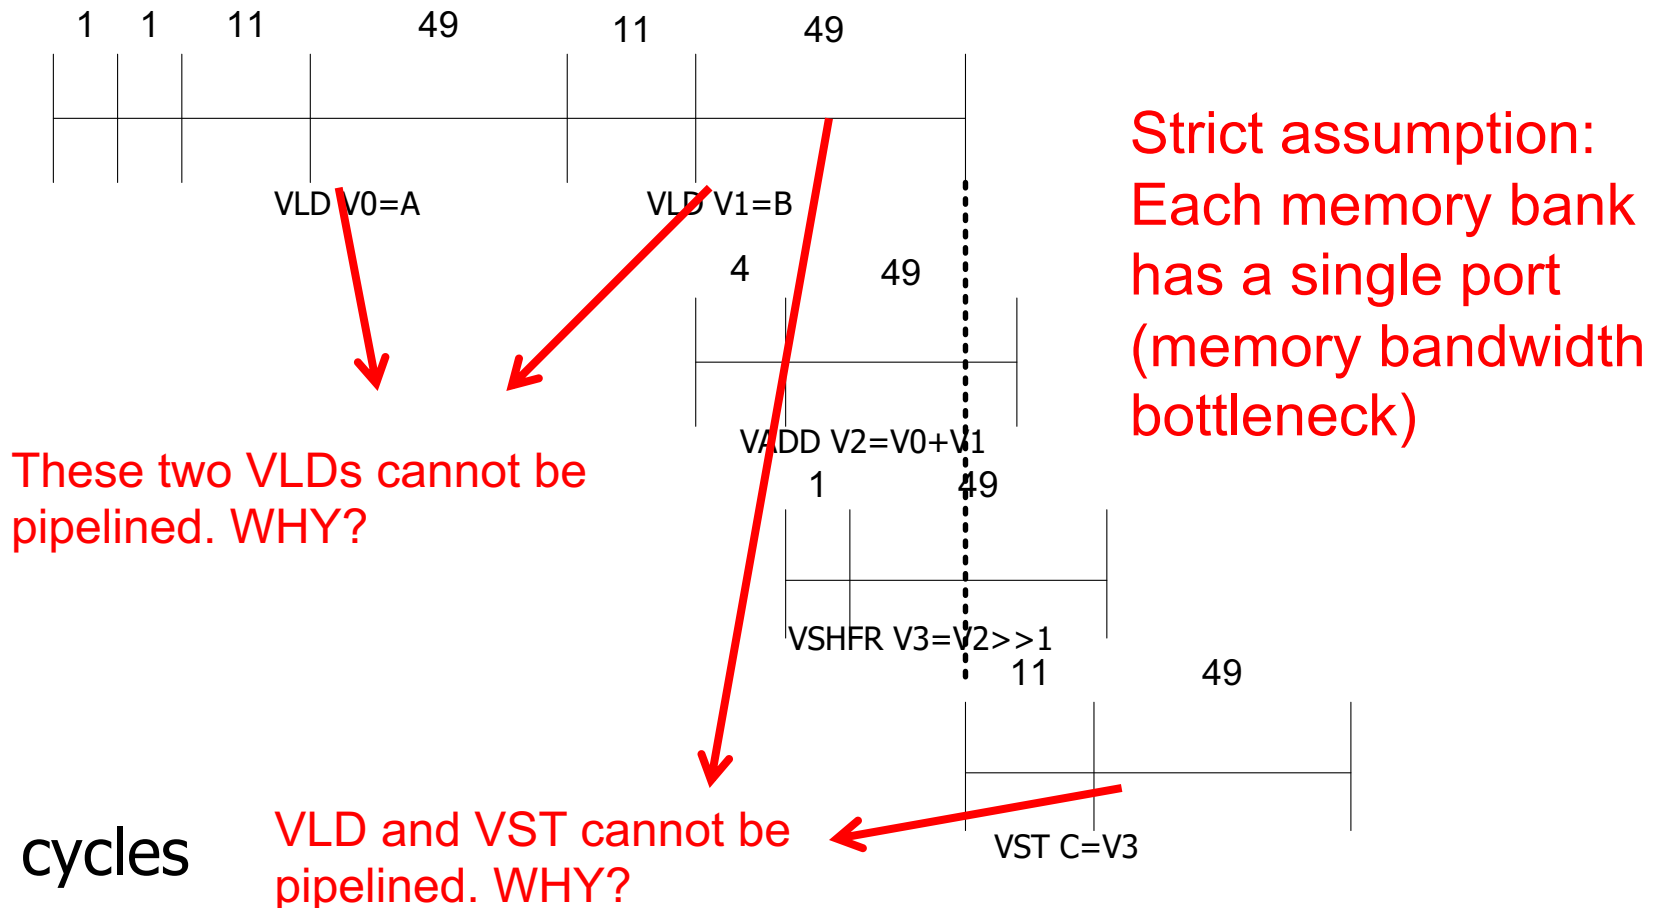 1 1 11 49 11 49
VLD V0=A VLD V1=B
Strict assumption:
Each memory bank
has a single port
(memory bandwidth
bottleneck)
4 49
VADD V2=V0+V1
These two VLDs cannot be
pipelined. WHY?
1 49
VSHFR V3=V2>>1
11 49
VST C=V3
VLD and VST cannot be
pipelined. WHY?
cycles